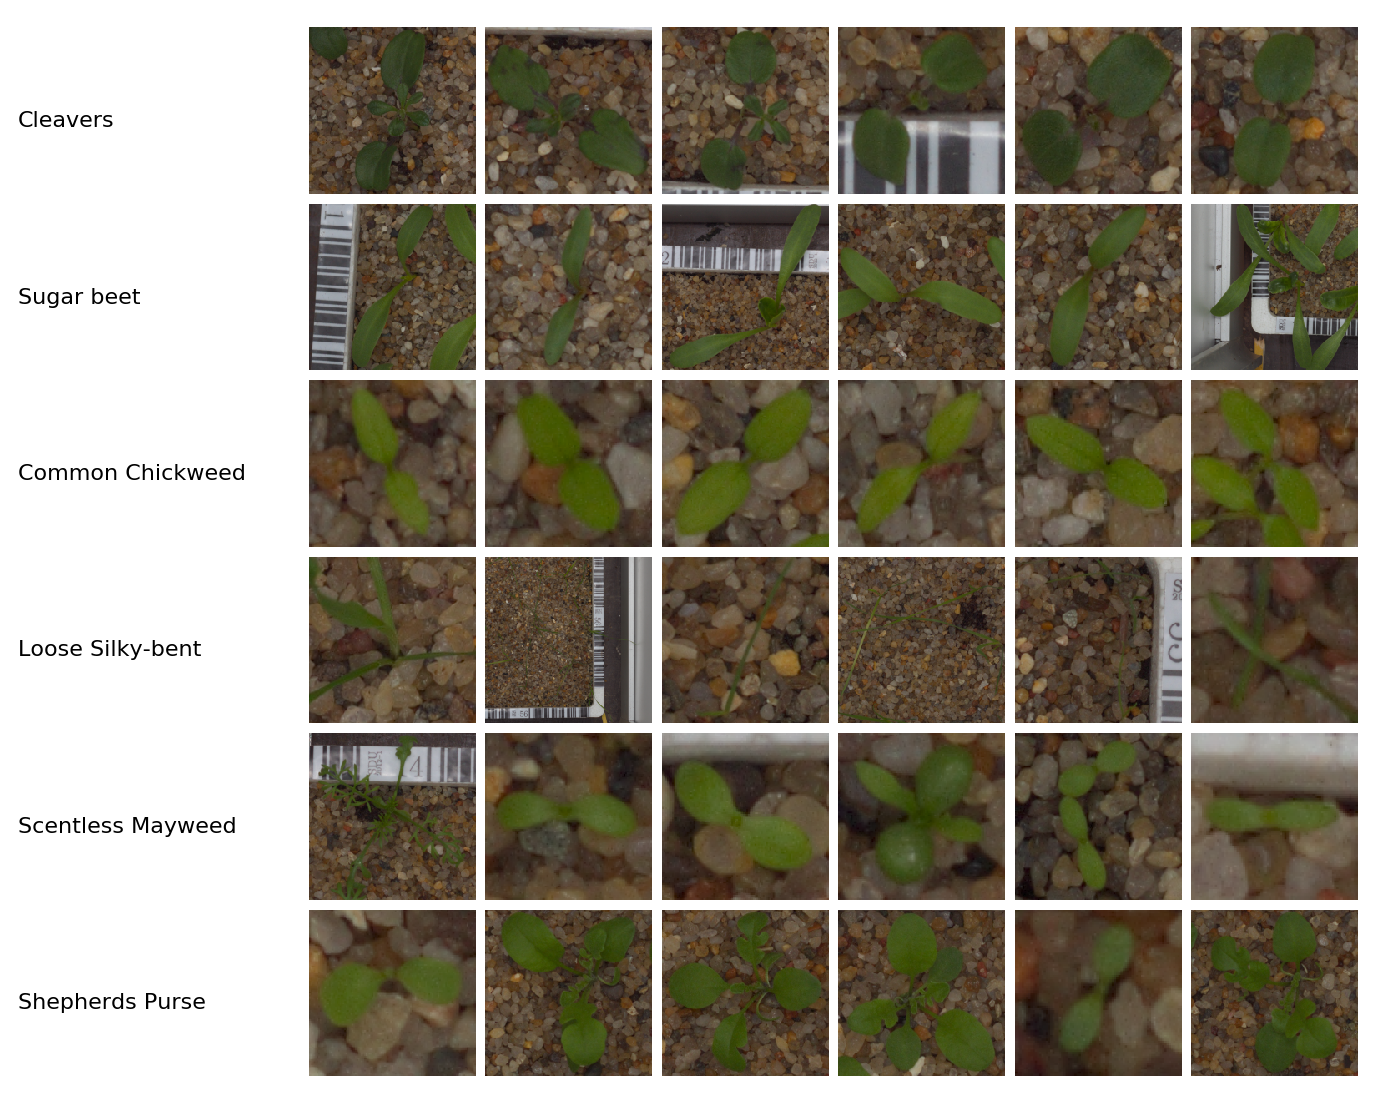 Cleavers
Sugar beet
Common Chickweed
Loose Silky-bent
Scentless Mayweed
Shepherds Purse